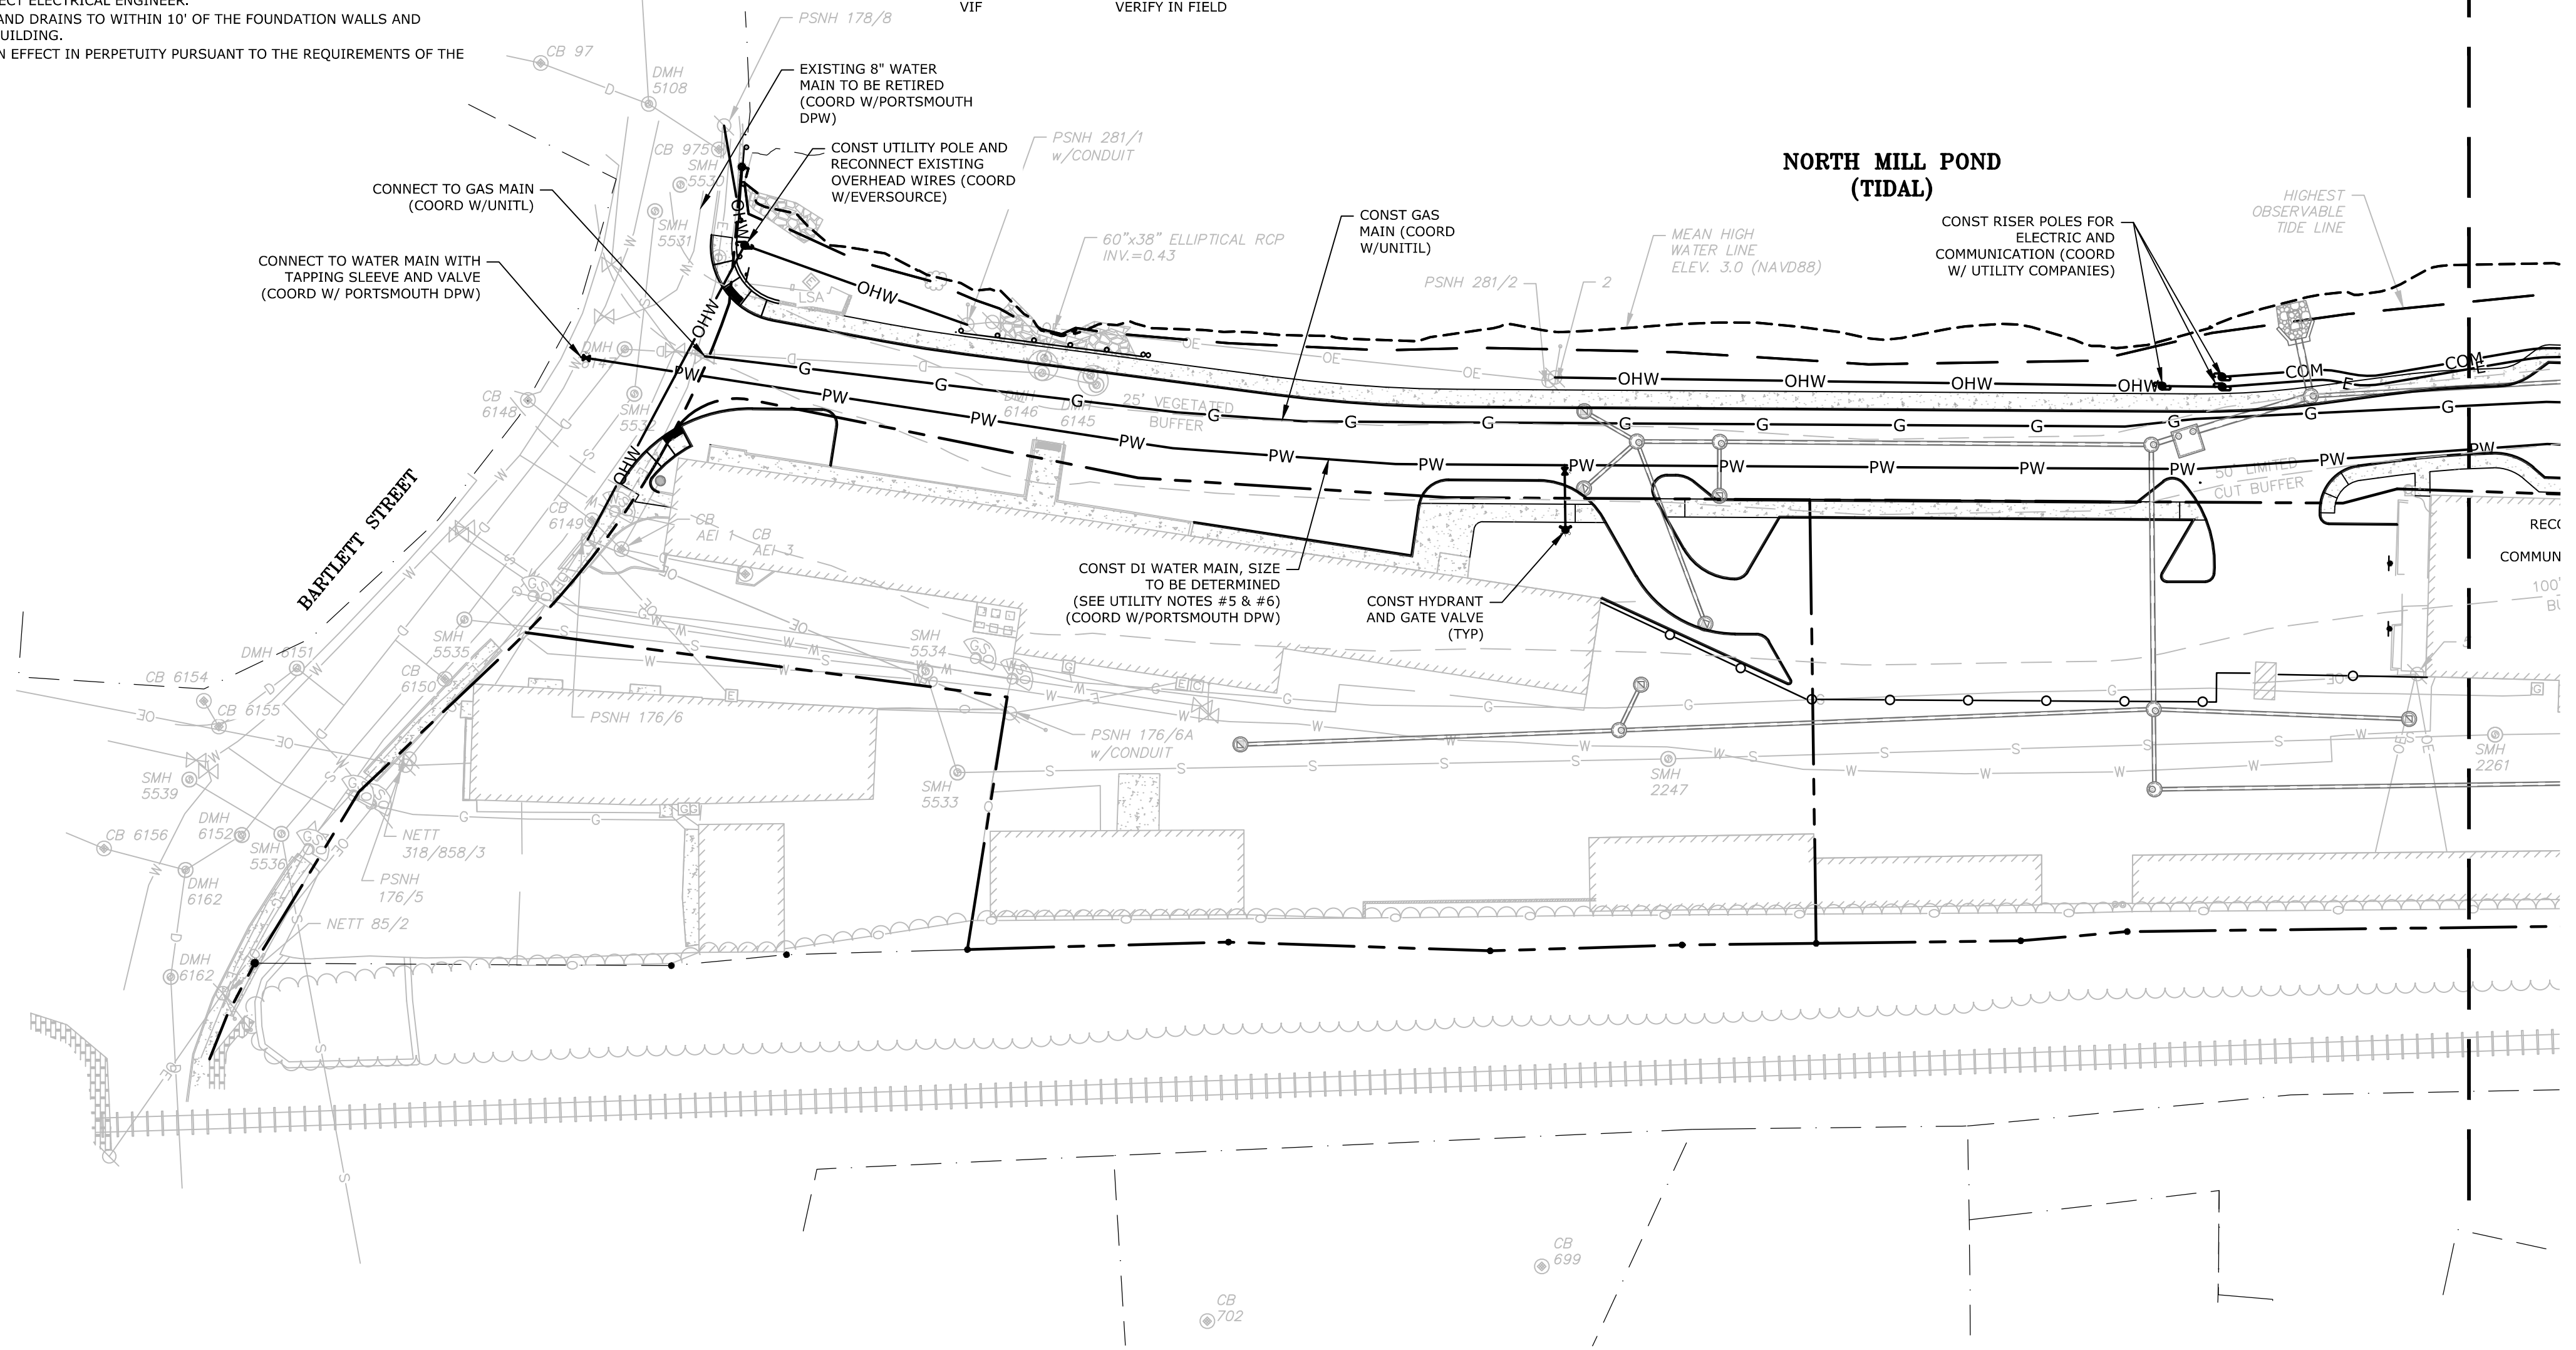 ECT ELECTRICAL ENGINEER.
AND DRAINS TO WITHIN 10' OF THE FOUNDATION WALLS AND
UILDING.
N EFFECT IN PERPETUITY PURSUANT TO THE REQUIREMENTS OF THE
VIF VERIFY IN FIELD
PSNH 178/8
CB 97
DMH
5108
EXISTING 8" WATER
MAIN TO BE RETIRED
(COORD W/PORTSMOUTH
DPW)
PSNH 281/1
w/CONDUIT
CB 975
SMH
5530
CONST UTILITY POLE AND
RECONNECT EXISTING
OVERHEAD WIRES (COORD
W/EVERSOURCE)
CONNECT TO GAS MAIN
(COORD W/UNITL)
SMH
5531
NORTH MILL POND
(TIDAL)
HIGHEST
OBSERVABLE
TIDE LINE
CONST GAS
MAIN (COORD
W/UNITIL)
CONST RISER POLES FOR
ELECTRIC AND
COMMUNICATION (COORD
W/ UTILITY COMPANIES)
60"x38" ELLIPTICAL RCP
INV.=0.43
MEAN HIGH
WATER LINE
ELEV. 3.0 (NAVD88)
CONNECT TO WATER MAIN WITH
TAPPING SLEEVE AND VALVE
(COORD W/ PORTSMOUTH DPW)
PSNH 281/2
2
LSA
OHW
OHW
DMH
6147
CB
6148
SMH
5532
DMH
6146
DMH
6145
25' VEGETATED
BUFFER
OE OE OE
OHW OHW OHW OHW
COM COM
E E
G G G G G G G G G G G G G
PW PW PW PW PW PW PW PW PW PW PW PW PW
50' LIMITED
CUT BUFFER
OHW
BARTLETT STREET
CB
6149
CB
AEI 1
CB
AEI 3
CONST DI WATER MAIN, SIZE
TO BE DETERMINED
(SEE UTILITY NOTES #5 & #6)
(COORD W/PORTSMOUTH DPW)
CONST HYDRANT
AND GATE VALVE
(TYP)
RECO
COMMUN
100'
BU
SMH
5535
SMH
5534
DMH 6151
CB 6154
CB
6150
CB 6155
PSNH 176/6
PSNH 176/6A
w/CONDUIT
SMH
5539
SMH
5533
SMH
2247
SMH
2261
CB 6156
DMH
6152
SMH
5536
NETT
318/858/3
DMH
6162
PSNH
176/5
NETT 85/2
DMH
6162
CB
699
CB
702